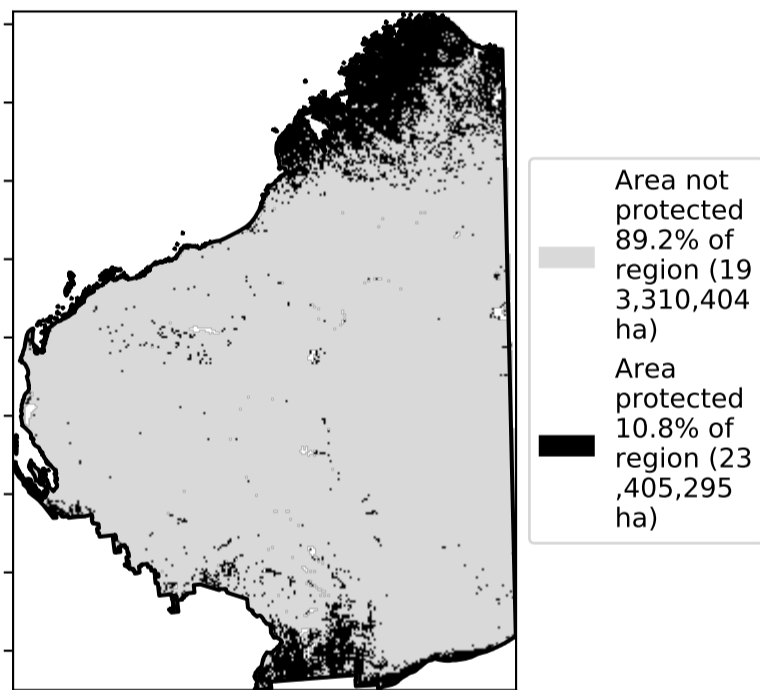 Area not
protected
89.2% of
region (19
3,310,404
ha)
Area
protected
10.8% of
region (23
,405,295
ha)